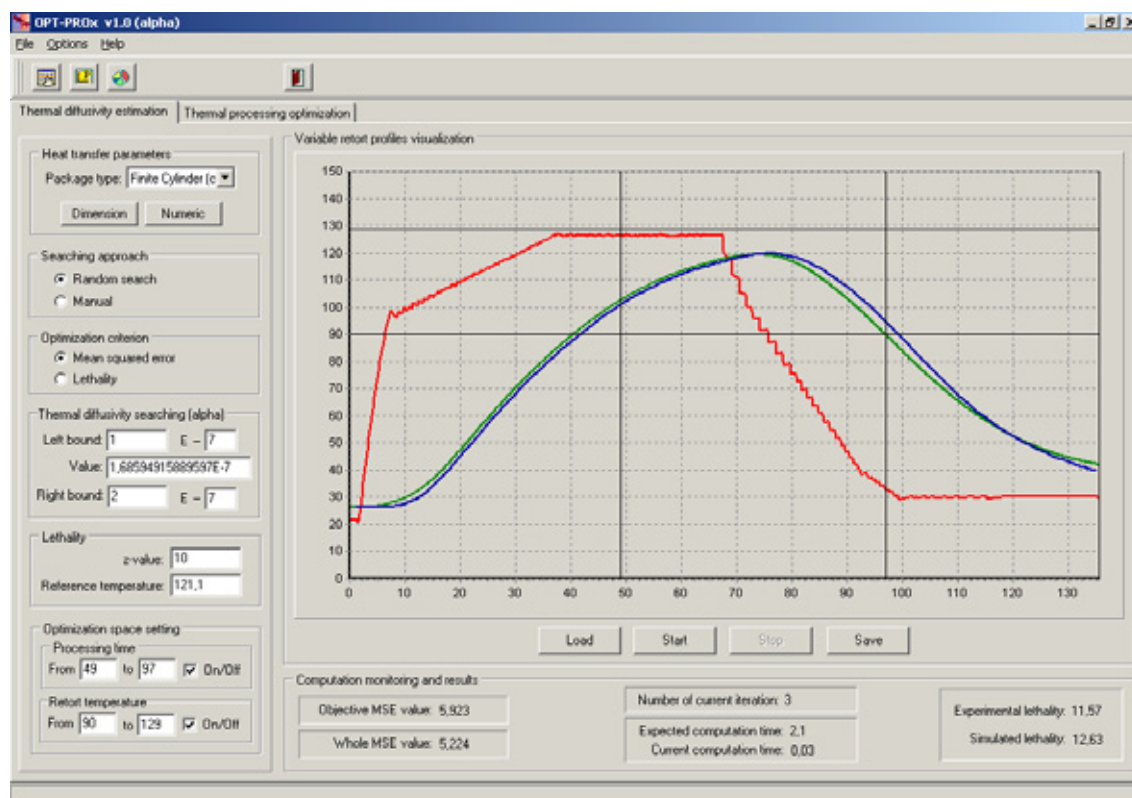 OPT-PROx v1.0 (alpha)
File Options Help
Thermal diffusivity estimation Thermal processing optimization
Heat transfer parameters
Package type: Finite Cylinder (c
Dimension Numeric
Searching approach
Random search
Manual
Optimization criterion
Mean squared error
Lethality
Thermal diffusivity searching (alpha)
Left bound: 1 E - 7
Value: 1,68594915889597E-7
Right bound: 2 E - 7
Lethality
z-value: 10
Reference temperature: 121,1
Optimization space setting
Processing time
From 49 to 97 On/Off
Retort temperature
From 90 to 129 On/Off
Variable retort profiles visualization
150
140
130
120
110
100
90
80
70
60
50
40
30
20
10
0
0 10 20 30 40 50 60 70 80 90 100 110 120 130
Load Start Stop Save
Computation monitoring and results
Objective MSE value: 5,923
Whole MSE value: 5,224
Number of current iteration: 3
Expected computation time: 2,1
Current computation time: 0,03
Experimental lethality: 11,57
Simulated lethality: 12,63